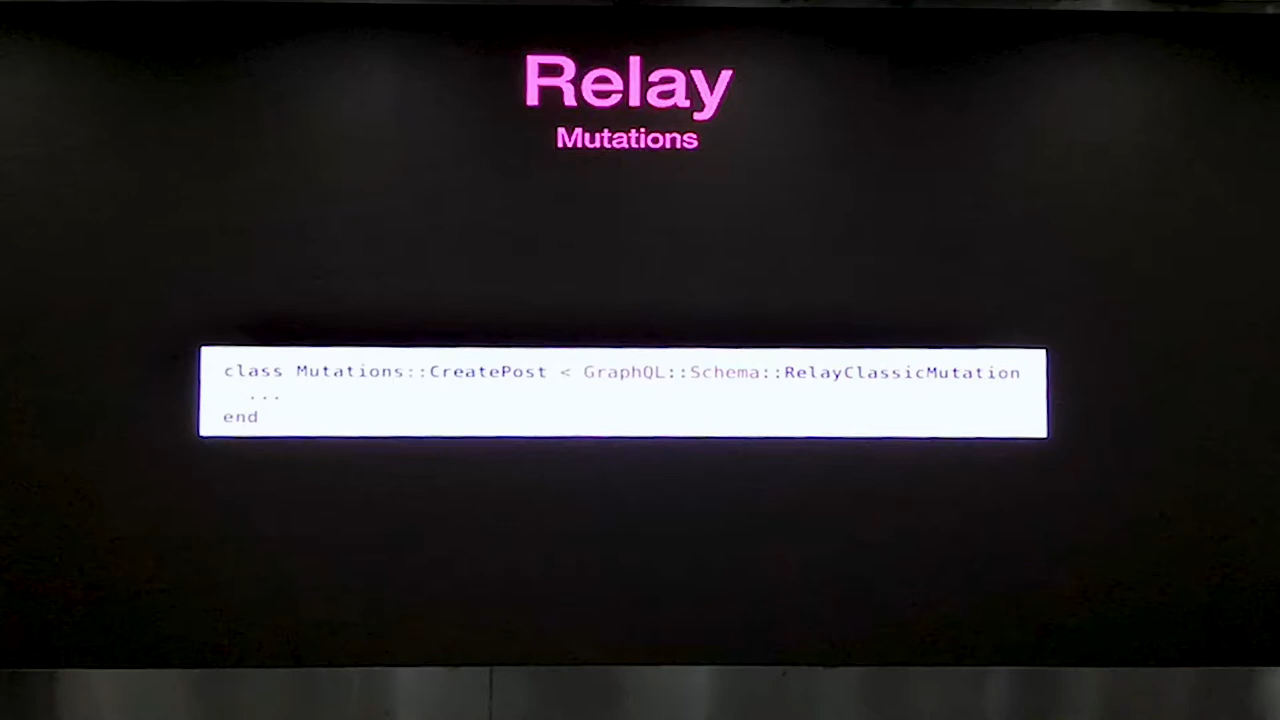 Relay
Mutations
class Mutations::CreatePost < GraphQL::Schema::RelayClassicMutation
...
end